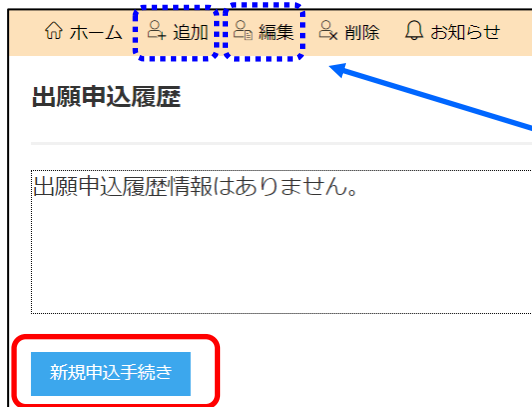 ホーム 追加 編集 削除 お知らせ
出願申込履歴
出願申込履歴情報はありません。
新規申込手続き